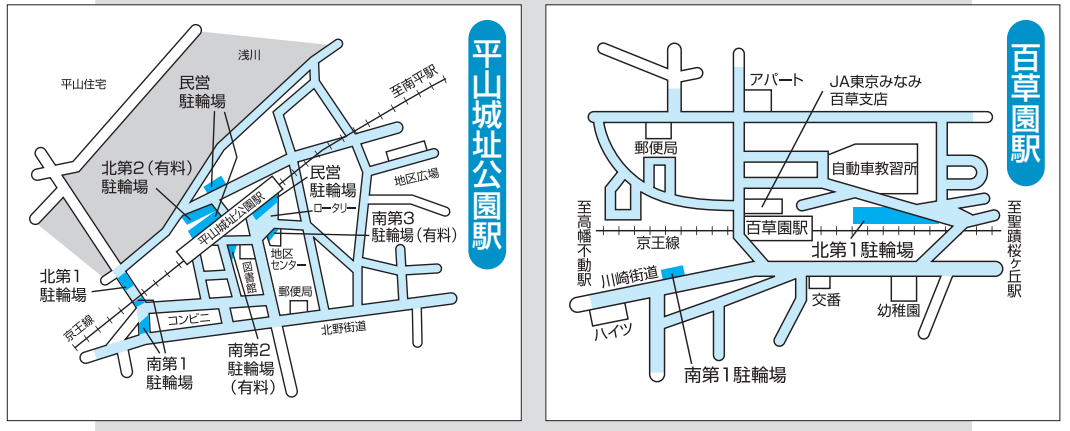 平山城址公園駅
浅川
平山住宅
民営
駐輪場
至南平駅
北第2（有料）
駐輪場
民営
駐輪場
地区広場
ロータリー
平山城址公園駅
南第3
駐輪場（有料）
地区
センター
図書館
北第1
駐輪場
郵便局
京王線
コンビニ
北野街道
南第1
駐輪場
南第2
駐輪場
（有料）
百草園駅
アパート
JA東京みなみ
百草支店
郵便局
自動車教習所
至高幡不動駅
京王線
百草園駅
北第1駐輪場
至聖蹟桜ヶ丘駅
川崎街道
交番
幼稚園
ハイツ
南第1駐輪場